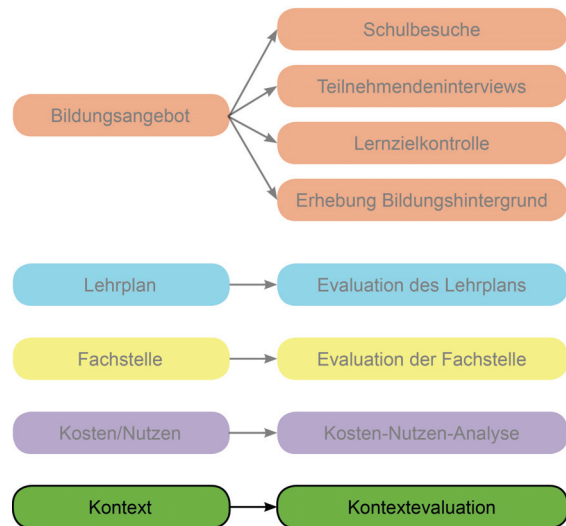 Schulbesuche
Bildungsangebot
Teilnehmendeninterviews
Lernzielkontrolle
Erhebung Bildungshintergrund
Lehrplan
Evaluation des Lehrplans
Fachstelle
Evaluation der Fachstelle
Kosten/Nutzen
Kosten-Nutzen-Analyse
Kontext
Kontextevaluation